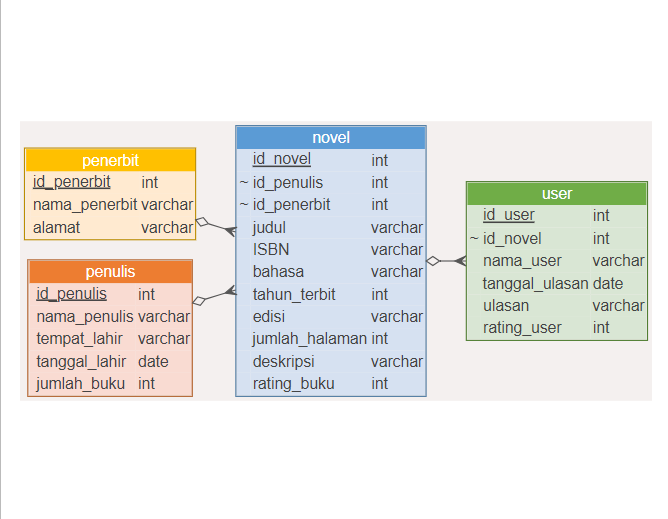 penerbit
id_penerbit int
nama_penerbit varchar
alamat varchar
penulis
id_penulis int
nama_penulis varchar
tempat_lahir varchar
tanggal_lahir date
jumlah_buku int
novel
id_novel int
~ id_penulis int
~ id_penerbit int
judul varchar
ISBN varchar
bahasa varchar
tahun_terbit int
edisi varchar
jumlah_halaman int
deskripsi varchar
rating_buku int
user
id_user int
~ id_novel int
nama_user varchar
tanggal_ulasan date
ulasan varchar
rating_user int